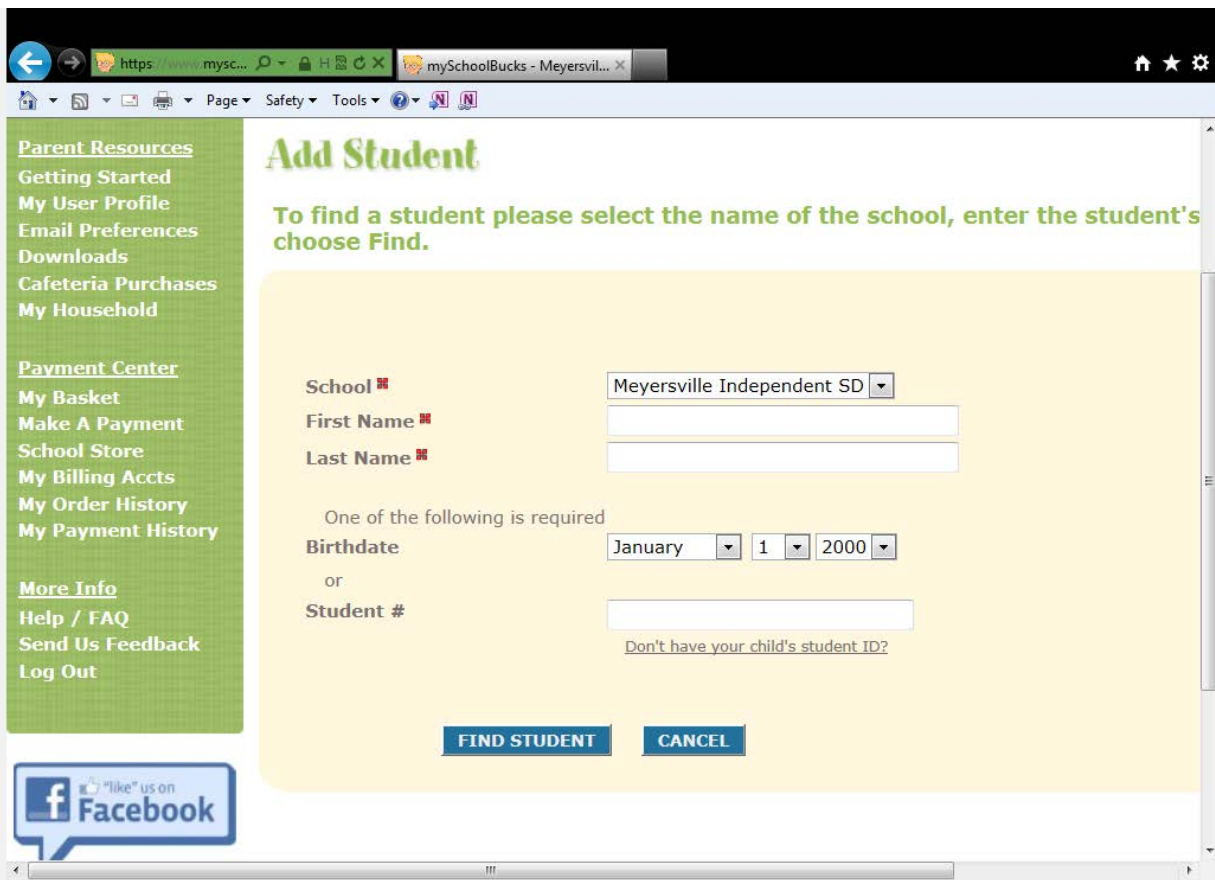 https://www.mysc...
mySchoolBucks - Meyersvil...
Page Safety Tools
Parent Resources
Getting Started
My User Profile
Email Preferences
Downloads
Cafeteria Purchases
My Household
Payment Center
My Basket
Make A Payment
School Store
My Billing Accts
My Order History
My Payment History
More Info
Help / FAQ
Send Us Feedback
Log Out
"like" us on
Facebook
Add Student
To find a student please select the name of the school, enter the student's
choose Find.
School Meyersville Independent SD
First Name
Last Name
One of the following is required
Birthdate January 1 2000
or
Student #
Don't have your child's student ID?
FIND STUDENT CANCEL